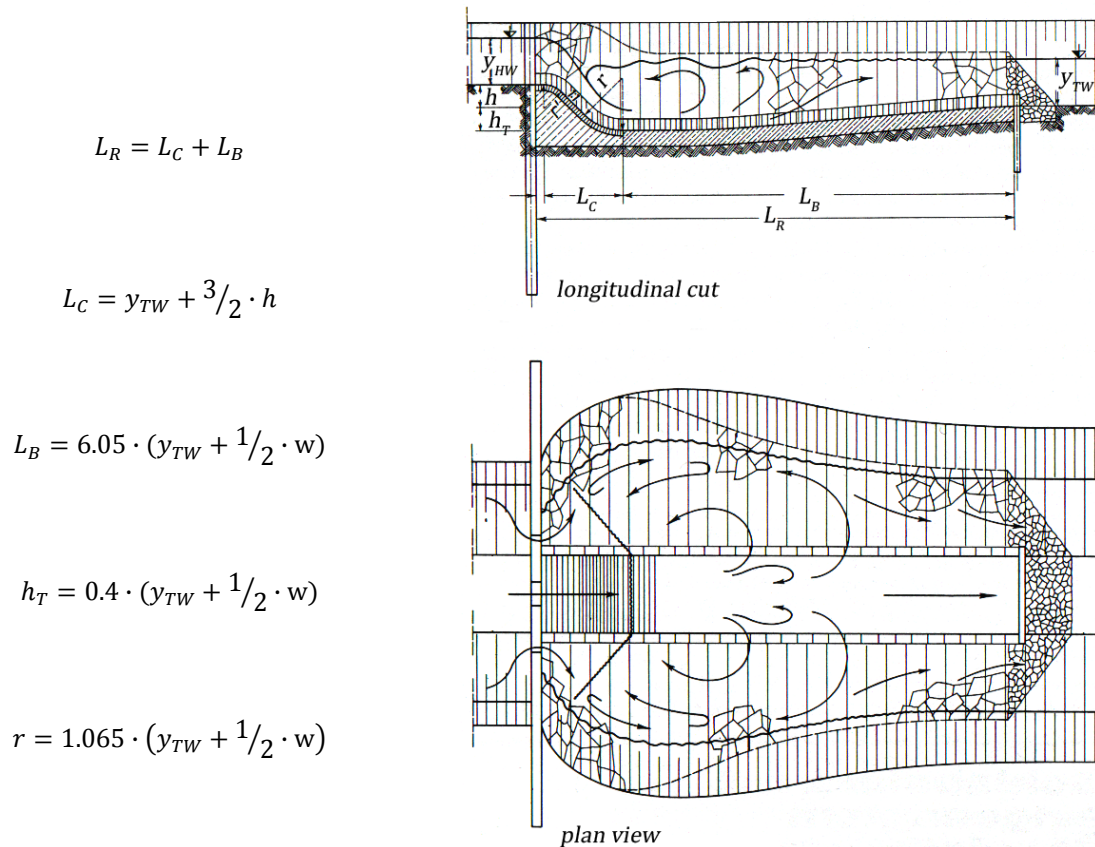 L_R = L_C + L_B
L_C = y_TW + 3/2 · h
L_B = 6.05 · (y_TW + 1/2 · w)
h_T = 0.4 · (y_TW + 1/2 · w)
r = 1.065 · (y_TW + 1/2 · w)
y_HW
r
r
y_TW
h
h_T
L_C
L_B
L_R
longitudinal cut
plan view